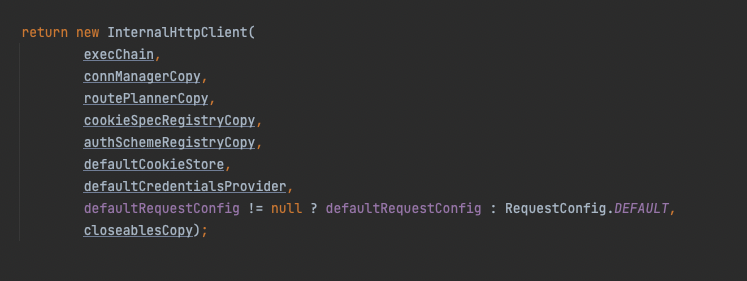 return new InternalHttpClient(
execChain,
connManagerCopy,
routePlannerCopy,
cookieSpecRegistryCopy,
authSchemeRegistryCopy,
defaultCookieStore,
defaultCredentialsProvider,
defaultRequestConfig != null ? defaultRequestConfig : RequestConfig.DEFAULT,
closeablesCopy);